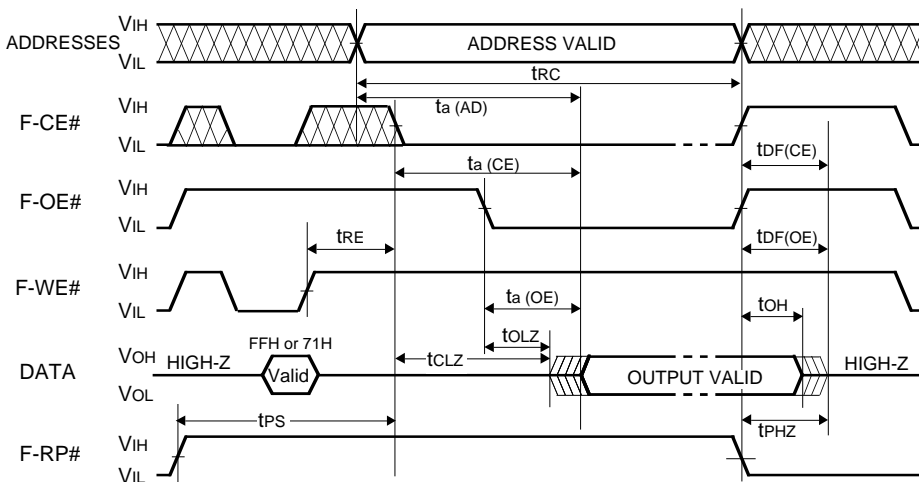 VIH
ADDRESSES
VIL
ADDRESS VALID
tRC
ta (AD)
VIH
F-CE#
VIL
tDF(CE)
ta (CE)
VIH
F-OE#
VIL
tDF(OE)
tRE
VIH
F-WE#
VIL
ta (OE)
tOH
tOLZ
FFH or 71H
VOH
HIGH-Z
tCLZ
HIGH-Z
DATA
Valid
OUTPUT VALID
VOL
tPS
tPHZ
VIH
F-RP#
VIL